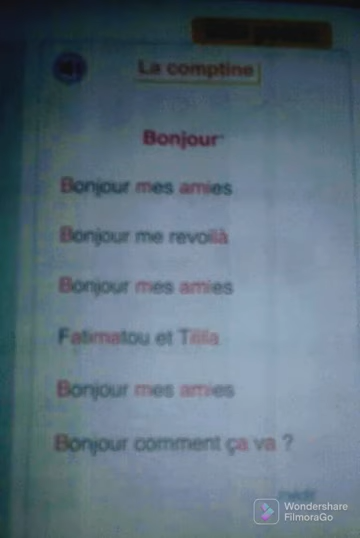 La comptine
Bonjour
Bonjour mes amies
Bonjour me revoilà
Bonjour mes amies
Fatimatou et Tilila
Bonjour mes amies
Bonjour comment ça va ?
Wondershare
FilmoraGo